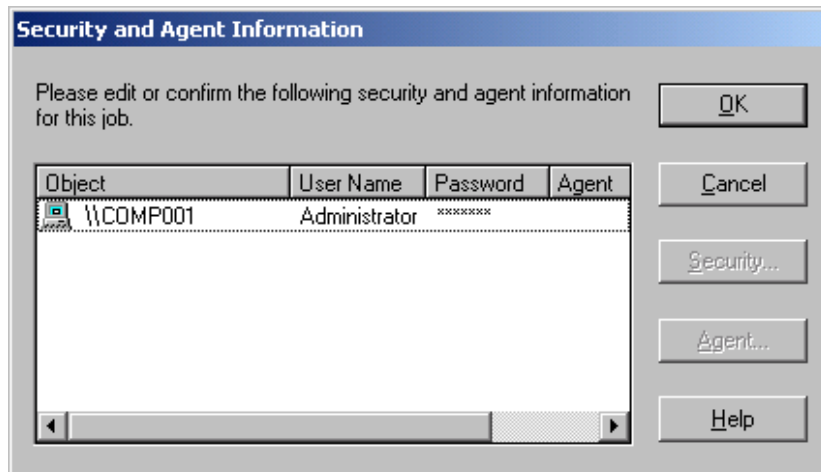 Security and Agent Information
Please edit or confirm the following security and agent information
for this job.
OK
Object User Name Password Agent
Cancel
\\COMP001 Administrator *******
Security...
Agent...
Help